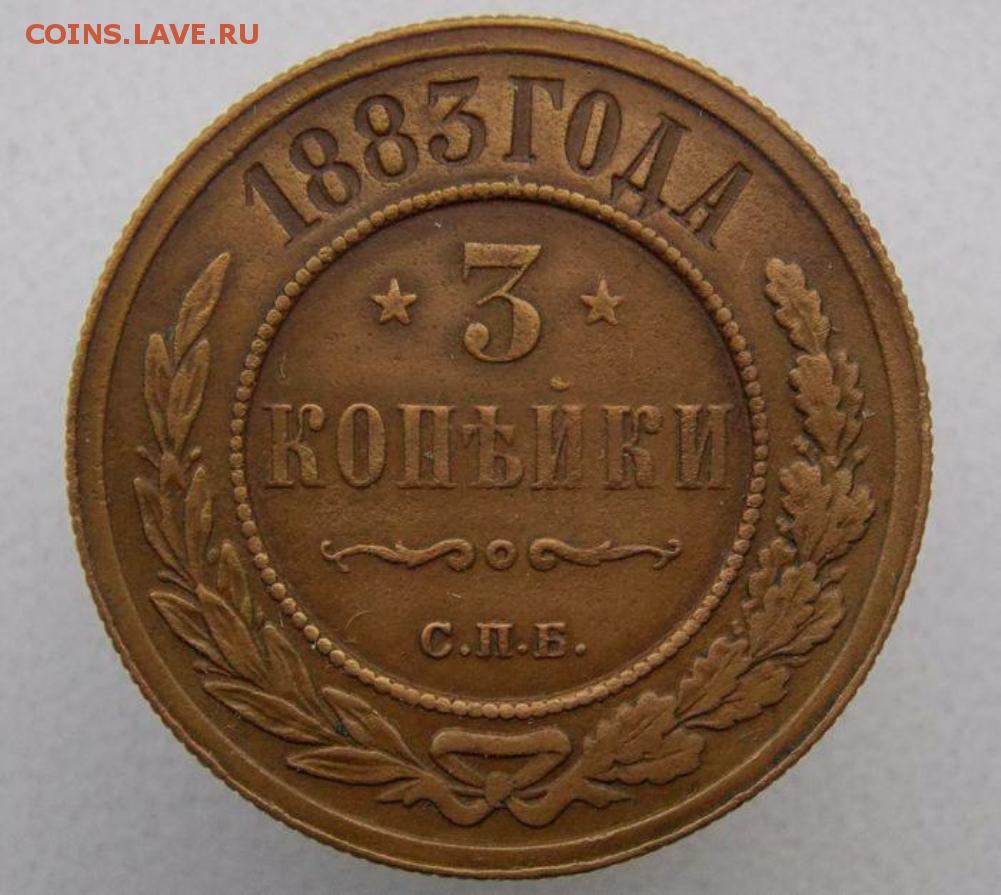 COINS.LAVE.RU
1883 ГОДА
3
КОПѢЙКИ
С.П.Б.